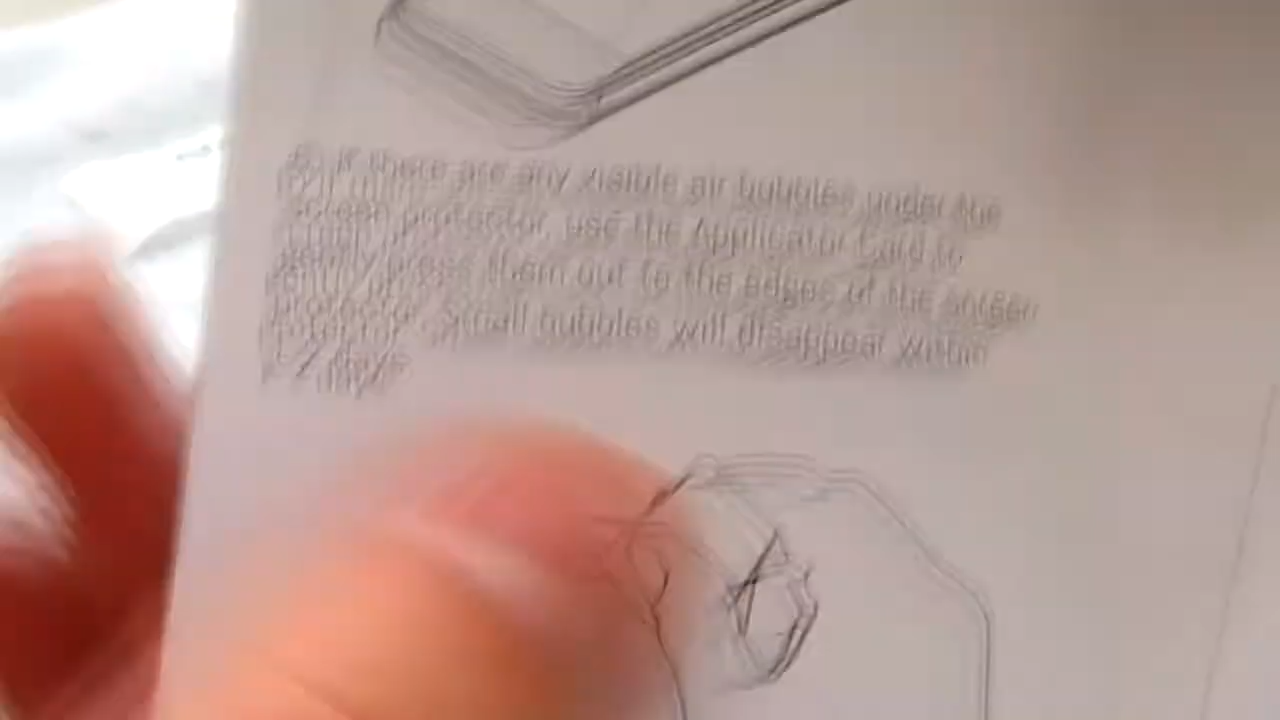 If there are any visible air bubbles under the
screen protector, use the Applicator Card to
gently press them out to the edges of the screen
protector. Small bubbles will disappear within
days